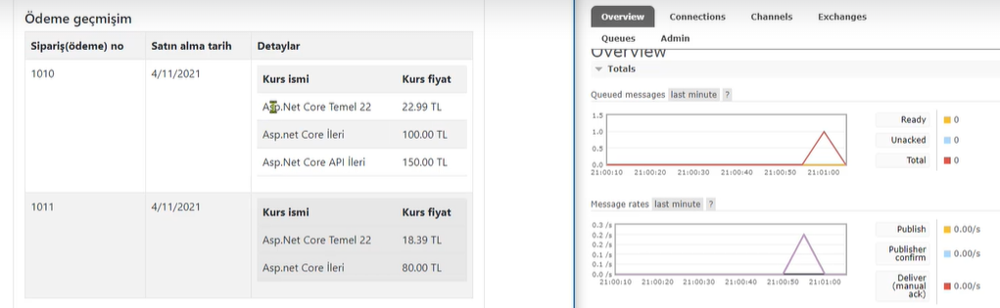 Ödeme geçmişim
Sipariş(ödeme) no Satın alma tarih Detaylar
1010 4/11/2021
Kurs ismi Kurs fiyat
Asp.Net Core Temel 22 22.99 TL
Asp.net Core İleri 100.00 TL
Asp.Net Core API İleri 150.00 TL
1011 4/11/2021
Kurs ismi Kurs fiyat
Asp.Net Core Temel 22 18.39 TL
Asp.net Core İleri 80.00 TL
Overview Connections Channels Exchanges
Queues Admin
Overview
Totals
Queued messages last minute ?
1.5
1.0
0.5
0.0
21:00:10 21:00:20 21:00:30 21:00:40 21:00:50 21:01:00
Ready 0
Unacked 0
Total 0
Message rates last minute ?
0.3 /s
0.2 /s
0.2 /s
0.1 /s
0.1 /s
0.0 /s
21:00:10 21:00:20 21:00:30 21:00:40 21:00:50 21:01:00
Publish 0.00/s
Publisher
confirm 0.00/s
Deliver
(manual
ack) 0.00/s